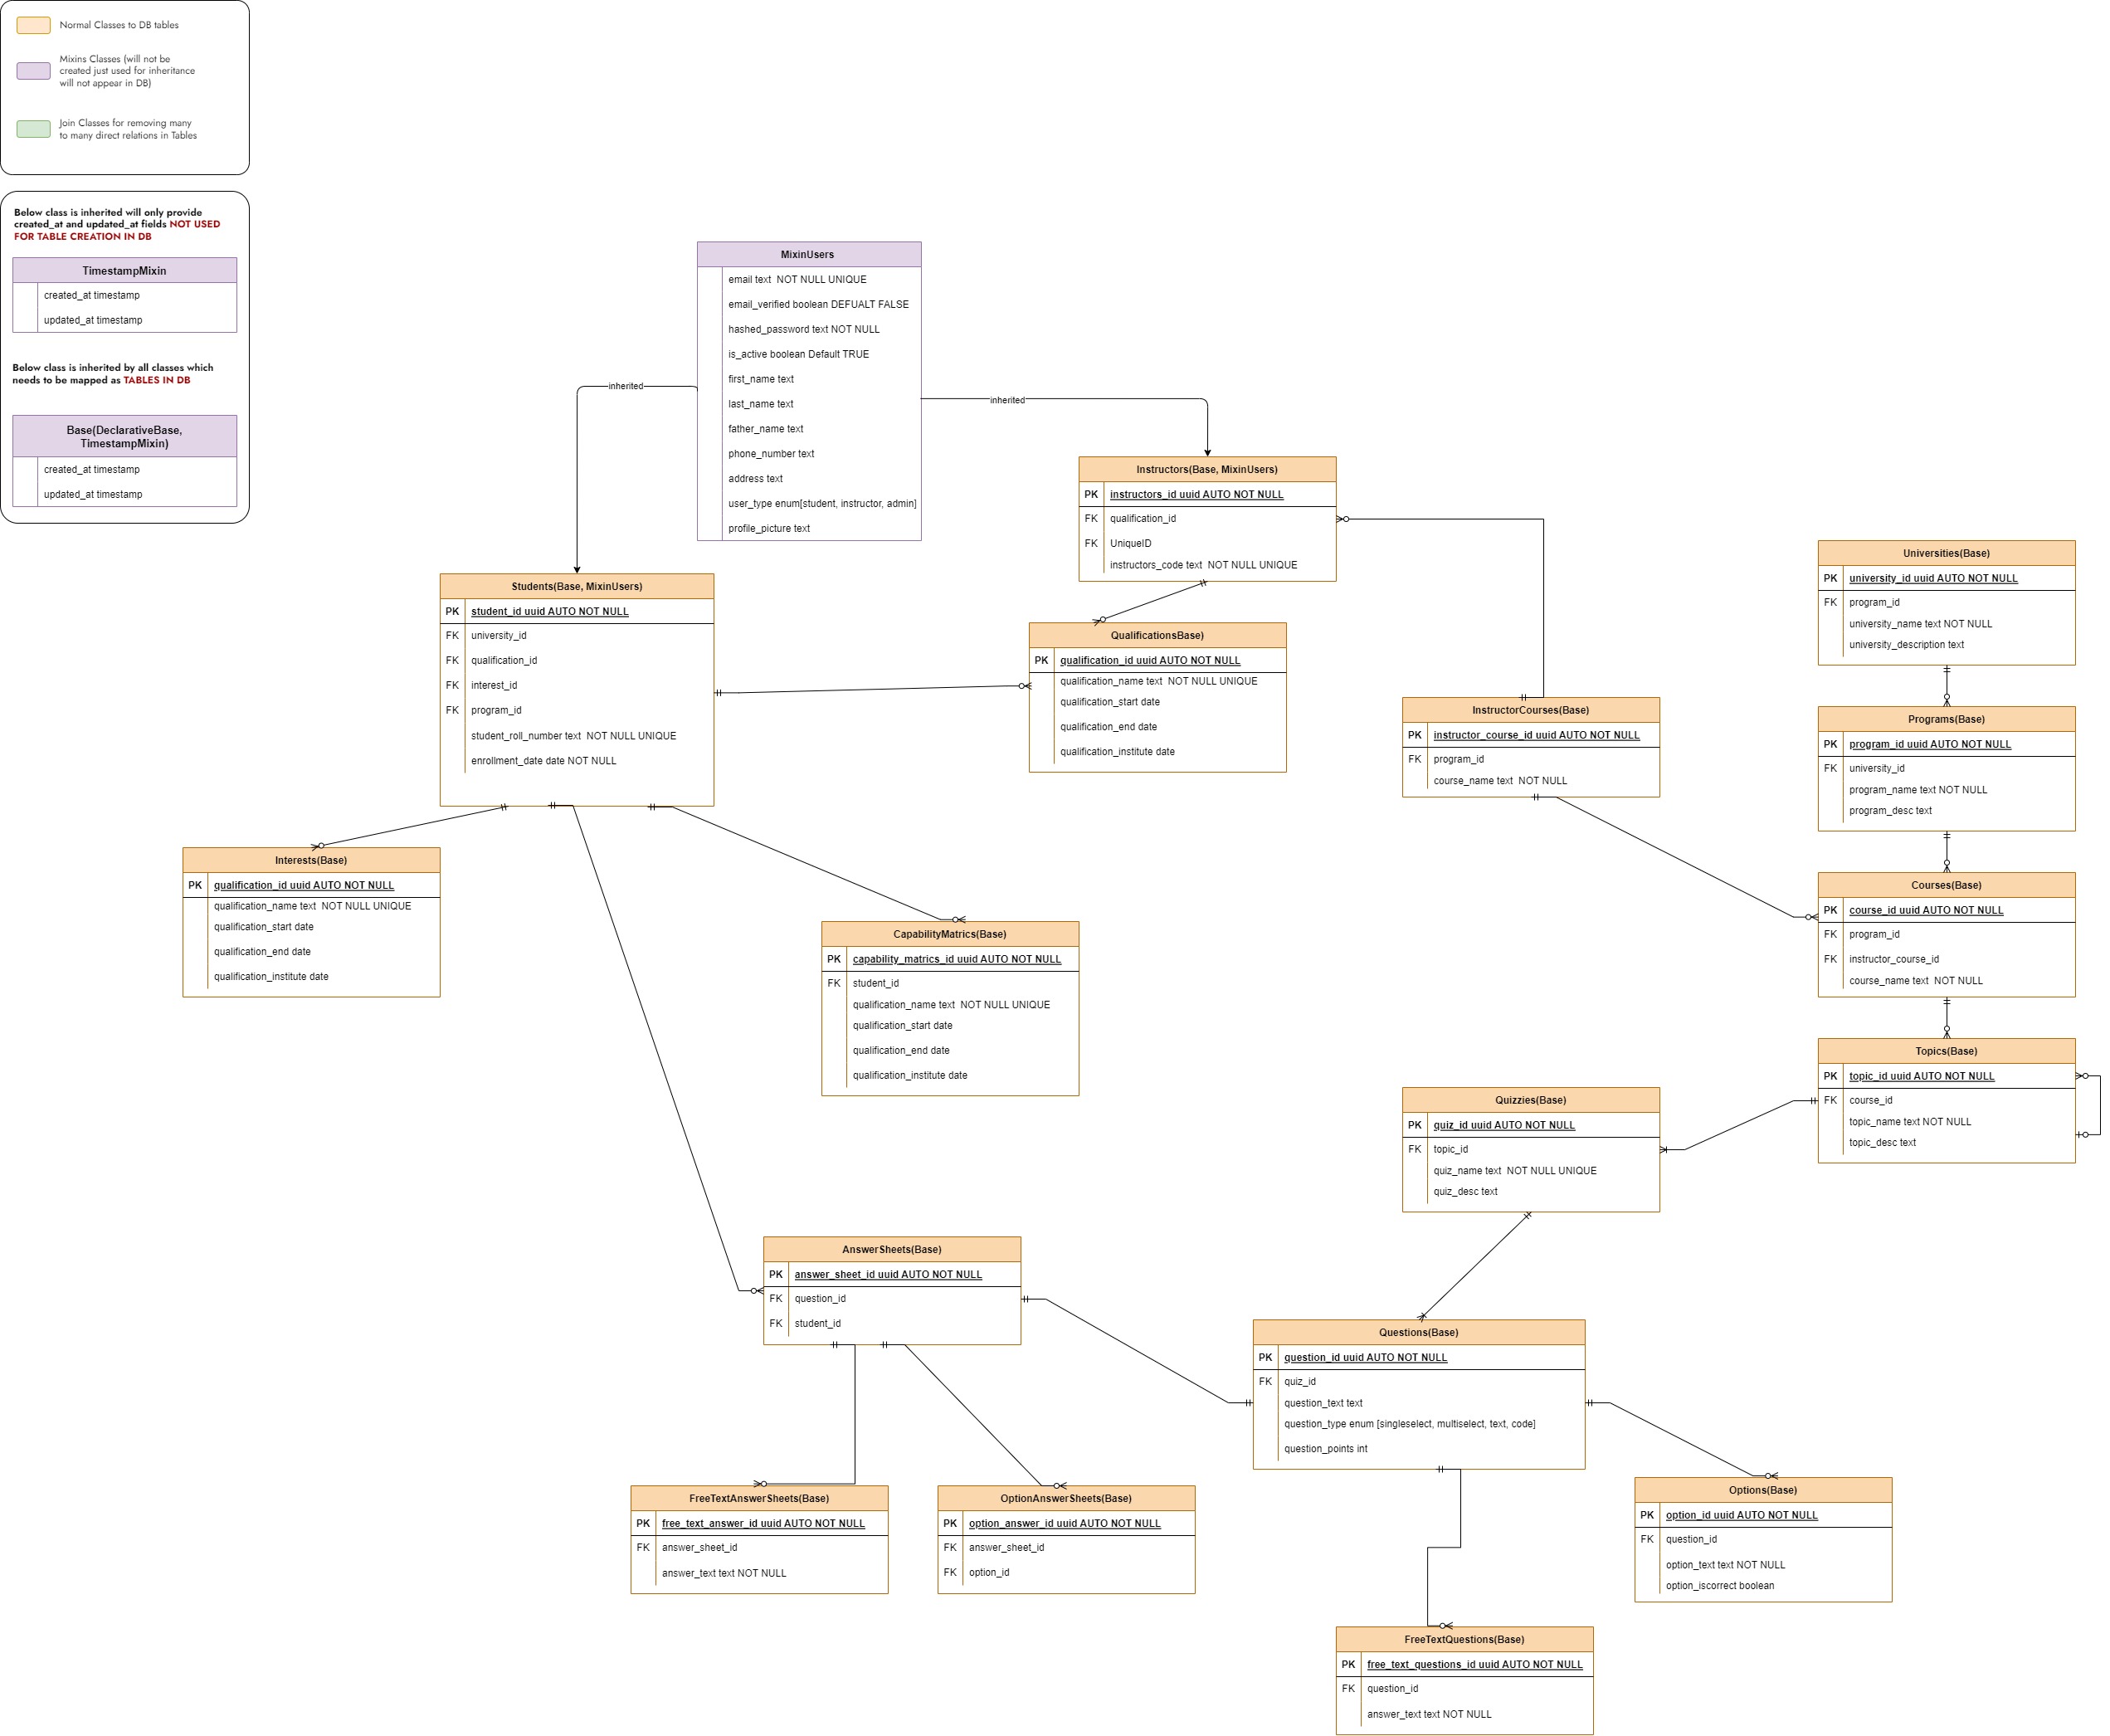 Normal Classes to DB tables
Mixins Classes (will not be
created just used for inheritance
will not appear in DB)
Join Classes for removing many
to many direct relations in Tables
Below class is inherited will only provide
created_at and updated_at fields NOT USED
FOR TABLE CREATION IN DB
TimestampMixin
created_at timestamp
updated_at timestamp
Below class is inherited by all classes which
needs to be mapped as TABLES IN DB
Base(DeclarativeBase,
TimestampMixin)
created_at timestamp
updated_at timestamp
MixinUsers
email text  NOT NULL UNIQUE
email_verified boolean DEFUALT FALSE
hashed_password text NOT NULL
is_active boolean Default TRUE
first_name text
last_name text
father_name text
phone_number text
address text
user_type enum[student, instructor, admin]
profile_picture text
inherited
inherited
Instructors(Base, MixinUsers)
PK instructors_id uuid AUTO NOT NULL
FK qualification_id
FK UniqueID
instructors_code text  NOT NULL UNIQUE
Students(Base, MixinUsers)
PK student_id uuid AUTO NOT NULL
FK university_id
FK qualification_id
FK interest_id
FK program_id
student_roll_number text  NOT NULL UNIQUE
enrollment_date date NOT NULL
QualificationsBase)
PK qualification_id uuid AUTO NOT NULL
qualification_name text  NOT NULL UNIQUE
qualification_start date
qualification_end date
qualification_institute date
Universities(Base)
PK university_id uuid AUTO NOT NULL
FK program_id
university_name text NOT NULL
university_description text
InstructorCourses(Base)
PK instructor_course_id uuid AUTO NOT NULL
FK program_id
course_name text  NOT NULL
Programs(Base)
PK program_id uuid AUTO NOT NULL
FK university_id
program_name text NOT NULL
program_desc text
Interests(Base)
PK qualification_id uuid AUTO NOT NULL
qualification_name text  NOT NULL UNIQUE
qualification_start date
qualification_end date
qualification_institute date
CapabilityMatrics(Base)
PK capability_matrics_id uuid AUTO NOT NULL
FK student_id
qualification_name text  NOT NULL UNIQUE
qualification_start date
qualification_end date
qualification_institute date
Courses(Base)
PK course_id uuid AUTO NOT NULL
FK program_id
FK instructor_course_id
course_name text  NOT NULL
Topics(Base)
PK topic_id uuid AUTO NOT NULL
FK course_id
topic_name text NOT NULL
topic_desc text
Quizzies(Base)
PK quiz_id uuid AUTO NOT NULL
FK topic_id
quiz_name text  NOT NULL UNIQUE
quiz_desc text
AnswerSheets(Base)
PK answer_sheet_id uuid AUTO NOT NULL
FK question_id
FK student_id
Questions(Base)
PK question_id uuid AUTO NOT NULL
FK quiz_id
question_text text
question_type enum [singleselect, multiselect, text, code]
question_points int
FreeTextAnswerSheets(Base)
PK free_text_answer_id uuid AUTO NOT NULL
FK answer_sheet_id
answer_text text NOT NULL
OptionAnswerSheets(Base)
PK option_answer_id uuid AUTO NOT NULL
FK answer_sheet_id
FK option_id
Options(Base)
PK option_id uuid AUTO NOT NULL
FK question_id
option_text text NOT NULL
option_iscorrect boolean
FreeTextQuestions(Base)
PK free_text_questions_id uuid AUTO NOT NULL
FK question_id
answer_text text NOT NULL